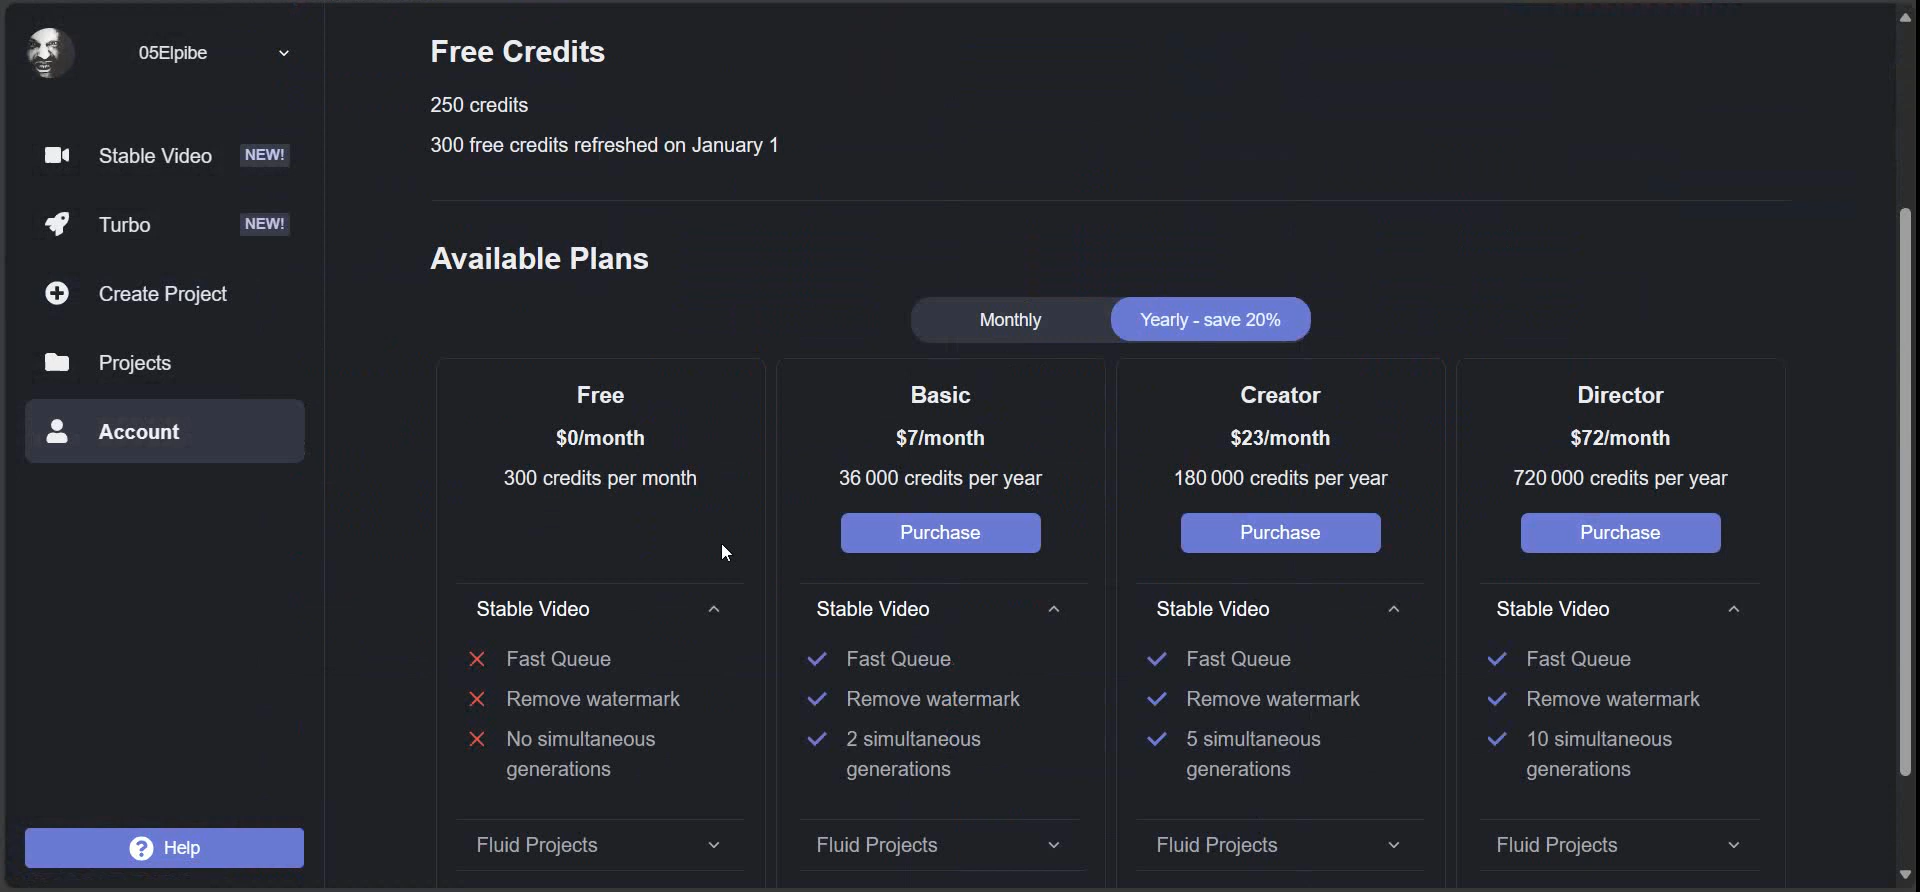 05Elpibe
Stable Video NEW!
Turbo NEW!
Create Project
Projects
Account
? Help
Free Credits
250 credits
300 free credits refreshed on January 1
Available Plans
Monthly
Yearly - save 20%
Free
$0/month
300 credits per month
Stable Video
Fast Queue
Remove watermark
No simultaneous
generations
Fluid Projects
Basic
$7/month
36 000 credits per year
Purchase
Stable Video
Fast Queue
Remove watermark
2 simultaneous
generations
Fluid Projects
Creator
$23/month
180 000 credits per year
Purchase
Stable Video
Fast Queue
Remove watermark
5 simultaneous
generations
Fluid Projects
Director
$72/month
720 000 credits per year
Purchase
Stable Video
Fast Queue
Remove watermark
10 simultaneous
generations
Fluid Projects